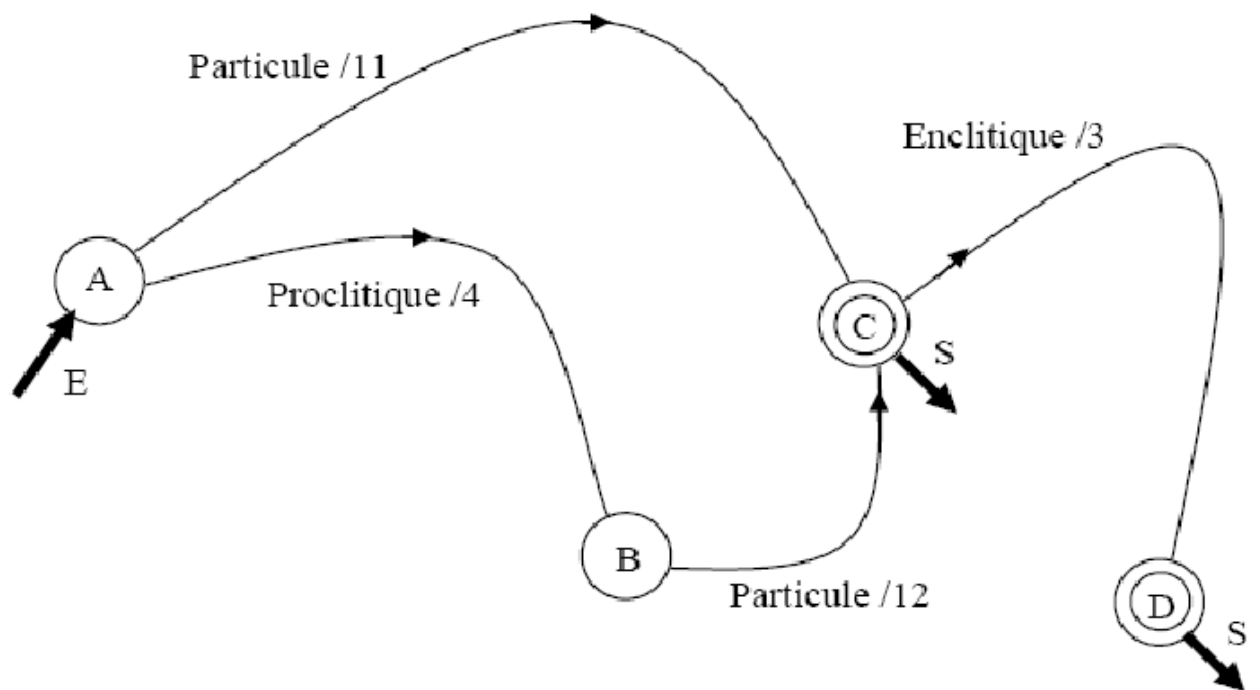 Particule /11
Enclitique /3
A
Proclitique /4
C
S
E
B
Particule /12
D
S